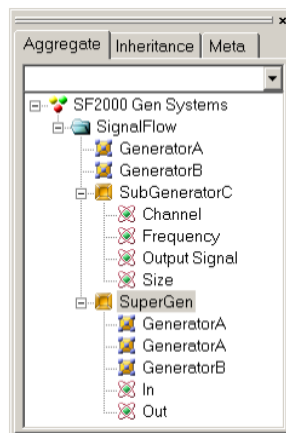 Aggregate Inheritance Meta
SF2000 Gen Systems
SignalFlow
GeneratorA
GeneratorB
SubGeneratorC
Channel
Frequency
Output Signal
Size
SuperGen
GeneratorA
GeneratorA
GeneratorB
In
Out